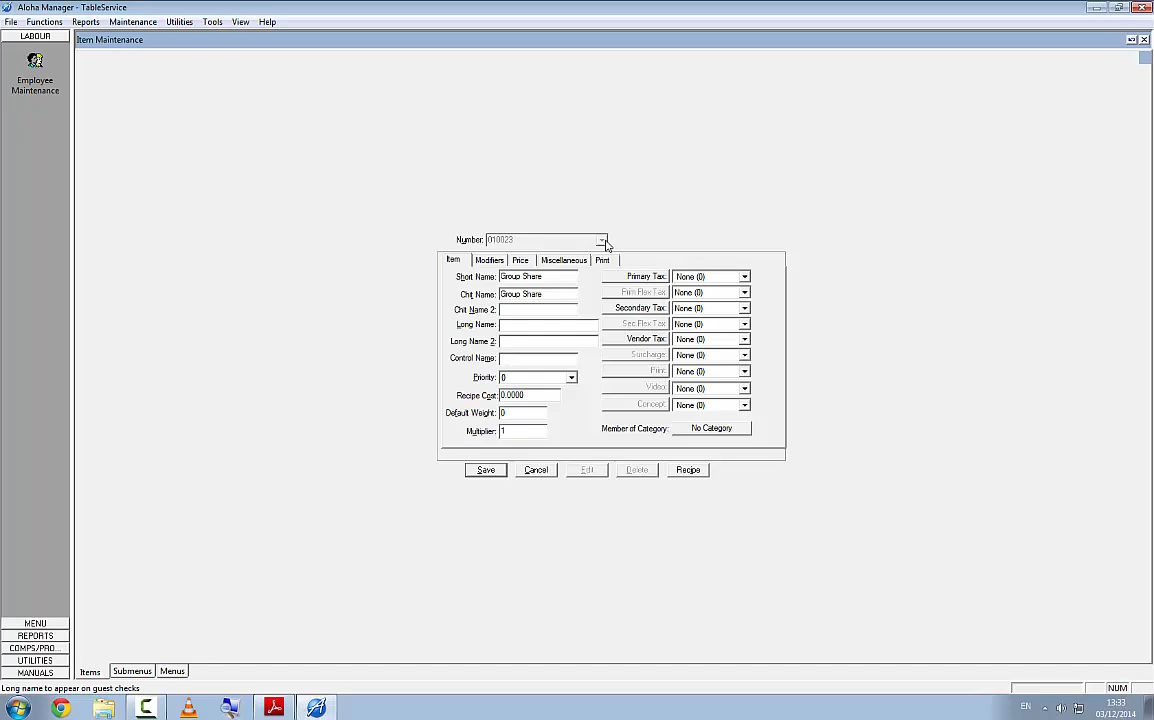 Aloha Manager - TableService
File Functions Reports Maintenance Utilities Tools View Help
LABOUR
Item Maintenance
Employee
Maintenance
Number: 010023
Item Modifiers Price Miscellaneous Print
Short Name: Group Share
Primary Tax: None (0)
Chit Name: Group Share
Prim Flex Tax: None (0)
Chit Name 2:
Secondary Tax: None (0)
Long Name:
Sec Flex Tax: None (0)
Long Name 2:
Vendor Tax: None (0)
Control Name:
Surcharge: None (0)
Priority: 0
Print: None (0)
Recipe Cost: 0.0000
Video: None (0)
Default Weight: 0
Concept: None (0)
Multiplier: 1
Member of Category: No Category
Save Cancel Edit Delete Recipe
MENU
REPORTS
COMPS/PRO...
UTILITIES
MANUALS
Items Submenus Menus
Long name to appear on guest checks
NUM
EN
13:33
03/12/2014